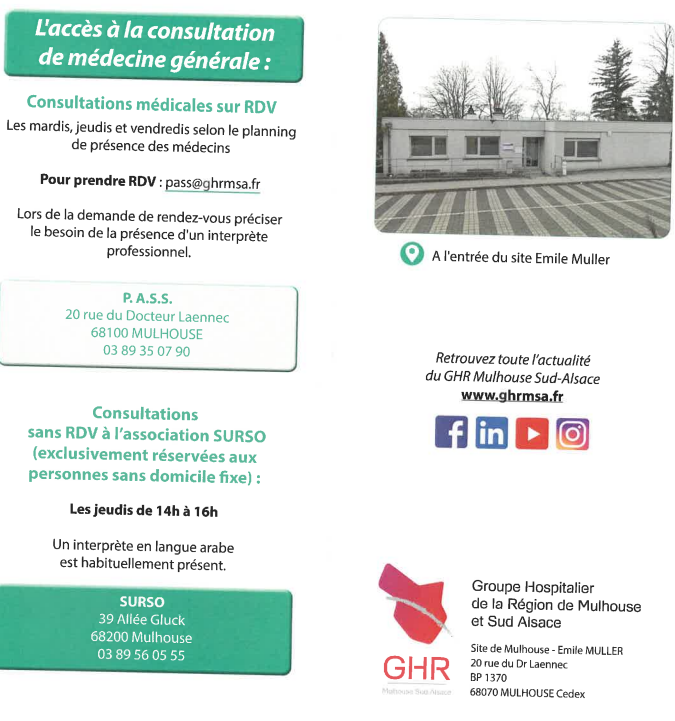 L'accès à la consultation
de médecine générale :
Consultations médicales sur RDV
Les mardis, jeudis et vendredis selon le planning
de présence des médecins
Pour prendre RDV : pass@ghrmsa.fr
Lors de la demande de rendez-vous préciser
le besoin de la présence d'un interprète
professionnel.
P. A.S.S.
20 rue du Docteur Laennec
68100 MULHOUSE
03 89 35 07 90
Consultations
sans RDV à l'association SURSO
(exclusivement réservées aux
personnes sans domicile fixe) :
Les jeudis de 14h à 16h
Un interprète en langue arabe
est habituellement présent.
SURSO
39 Allée Gluck
68200 Mulhouse
03 89 56 05 55
A l'entrée du site Emile Muller
Retrouvez toute l'actualité
du GHR Mulhouse Sud-Alsace
www.ghrmsa.fr
GHR
Mulhouse Sud Alsace
Groupe Hospitalier
de la Région de Mulhouse
et Sud Alsace
Site de Mulhouse - Emile MULLER
20 rue du Dr Laennec
BP 1370
68070 MULHOUSE Cedex